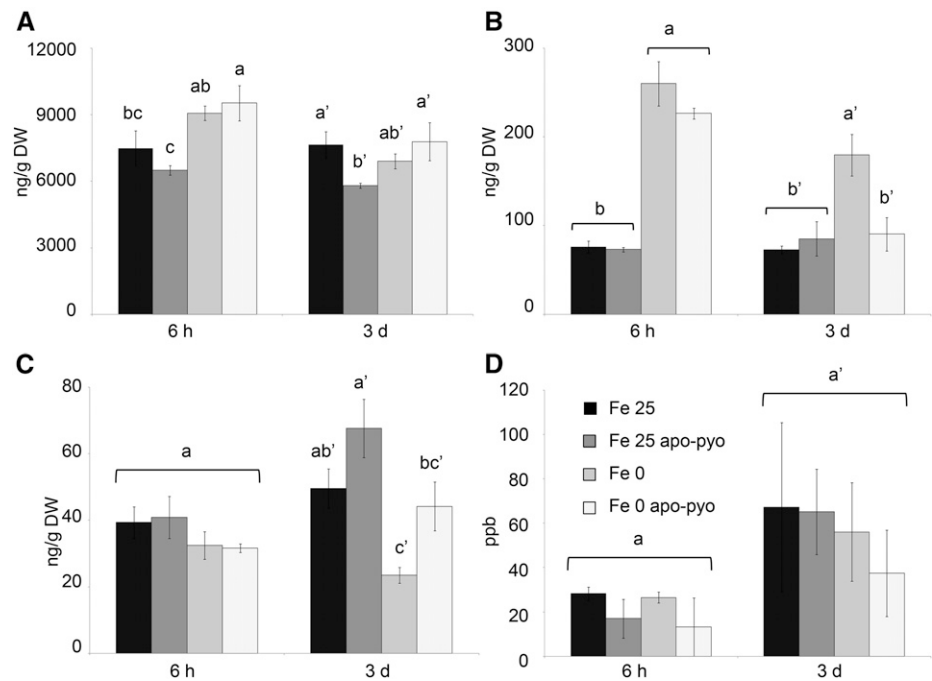 A
12000
9000
6000
3000
0
ng/g DW
bc
c
ab
a
a’
b’
ab’
a’
6 h
3 d
B
300
200
100
0
ng/g DW
b
a
b’
a’
b’
6 h
3 d
C
80
60
40
20
0
ng/g DW
a
ab’
a’
c’
bc’
6 h
3 d
D
120
100
80
60
40
20
0
ppb
a
a’
Fe 25
Fe 25 apo-pyo
Fe 0
Fe 0 apo-pyo
6 h
3 d